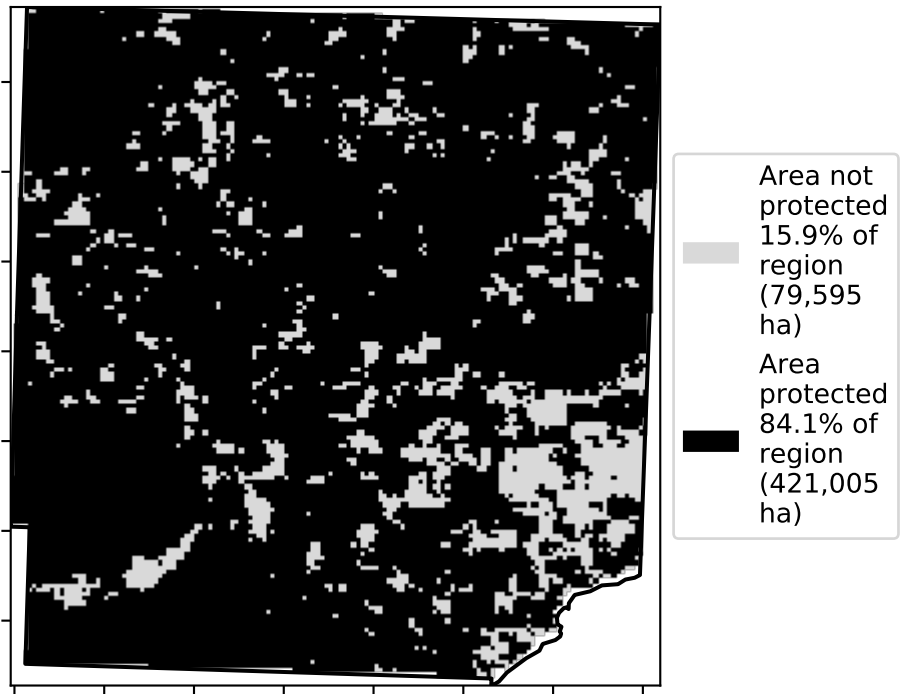 Area not
protected
15.9% of
region
(79,595
ha)
Area
protected
84.1% of
region
(421,005
ha)